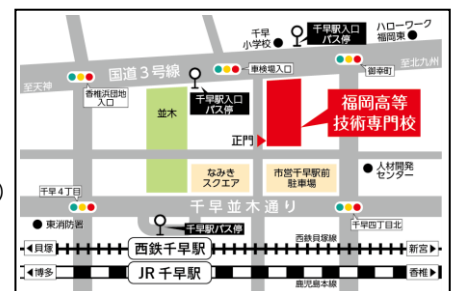 千早
小学校
千早駅入口
バス停
ハローワーク
福岡東
至天神
国道3号線
車検場入口
御幸町
至北九州
香椎浜団地
入口
千早駅入口
バス停
並木
福岡高等
技術専門校
正門
なみき
スクエア
市営千早駅前
駐車場
人材開発
センター
千早4丁目
千早並木通り
東消防署
千早駅バス停
千早四丁目北
西鉄貝塚線
◀貝塚
西鉄千早駅
新宮▶
◀博多
JR千早駅
香椎▶
鹿児島本線